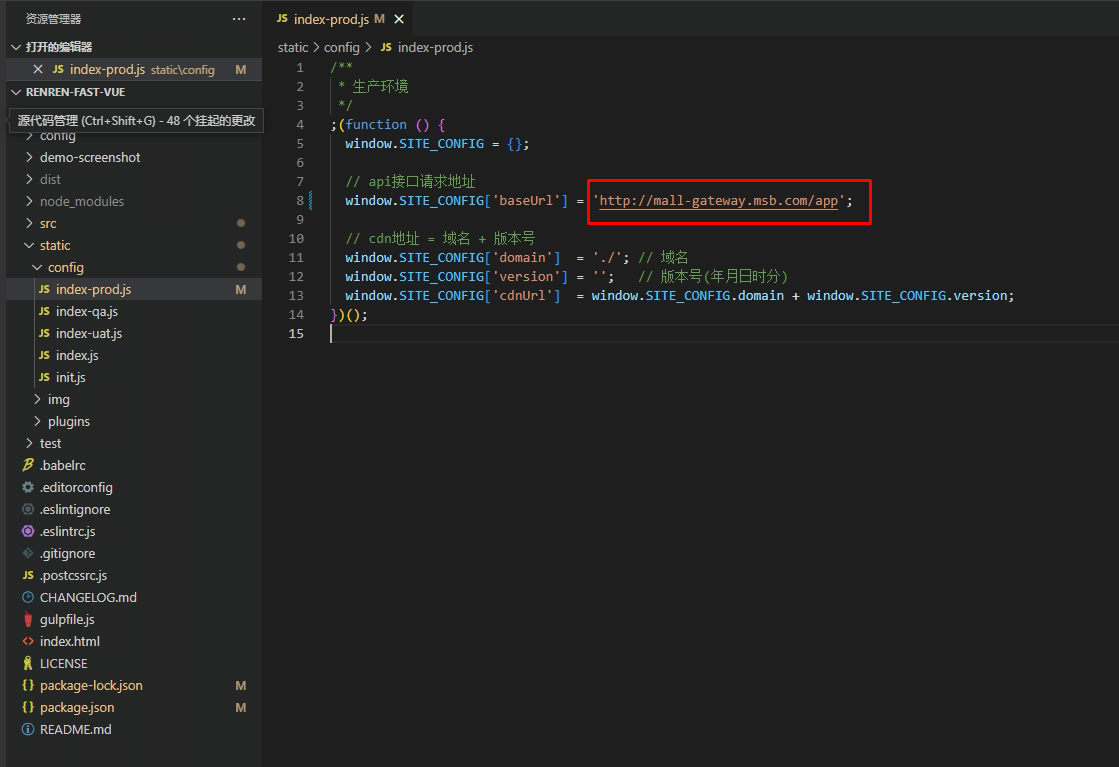 资源管理器
···
打开的编辑器
JS index-prod.js static\config M
RENREN-FAST-VUE
源代码管理 (Ctrl+Shift+G) - 48 个挂起的更改
config
demo-screenshot
dist
node_modules
src
static
config
JS index-prod.js M
JS index-qa.js
JS index-uat.js
JS index.js
JS init.js
img
plugins
test
.babelrc
.editorconfig
.eslintignore
.eslintrc.js
.gitignore
JS .postcssrc.js
CHANGELOG.md
gulpfile.js
index.html
LICENSE
{} package-lock.json M
{} package.json M
README.md
JS index-prod.js M
static > config > JS index-prod.js
1 /**
2 * 生产环境
3 */
4 ;(function () {
5 window.SITE_CONFIG = {};
6
7 // api接口请求地址
8 window.SITE_CONFIG['baseUrl'] = 'http://mall-gateway.msb.com/app';
9
10 // cdn地址 = 域名 + 版本号
11 window.SITE_CONFIG['domain']  = './'; // 域名
12 window.SITE_CONFIG['version'] = '';   // 版本号(年月日时分)
13 window.SITE_CONFIG['cdnUrl']  = window.SITE_CONFIG.domain + window.SITE_CONFIG.version;
14 })();
15